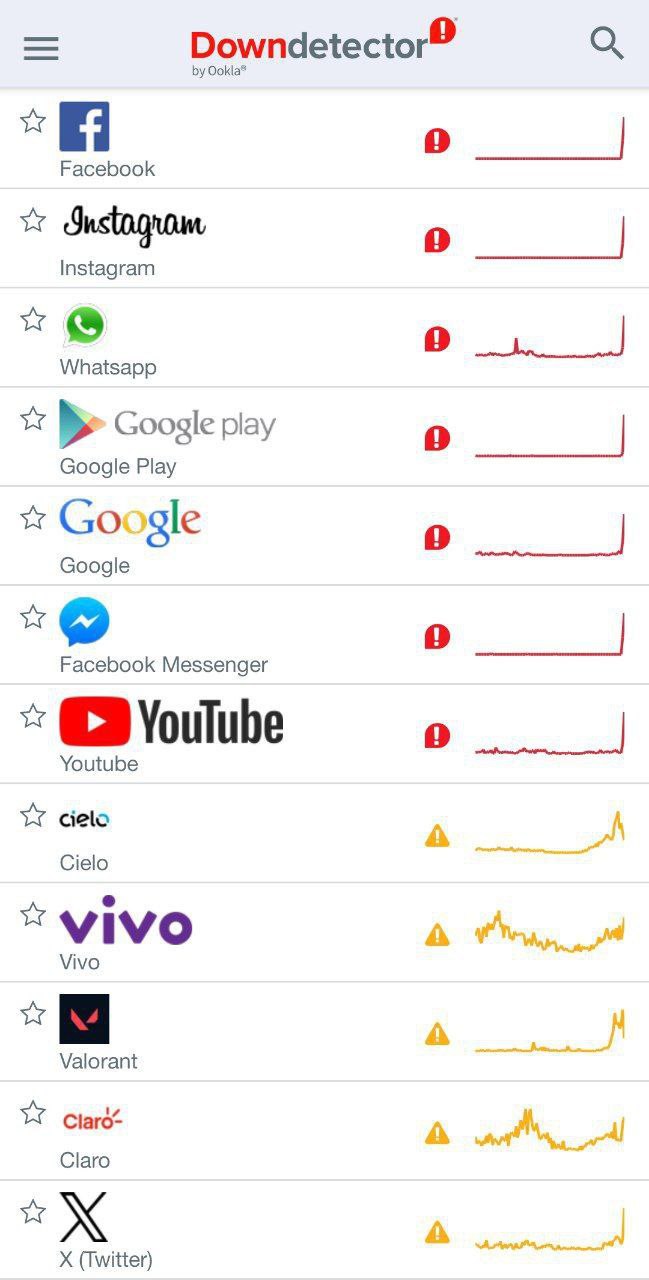 Downdetector
by Ookla®
Facebook
Instagram
Instagram
Whatsapp
Google play
Google Play
Google
Google
Facebook Messenger
YouTube
Youtube
cielo
Cielo
vivo
Vivo
Valorant
Claro
Claro
X (Twitter)